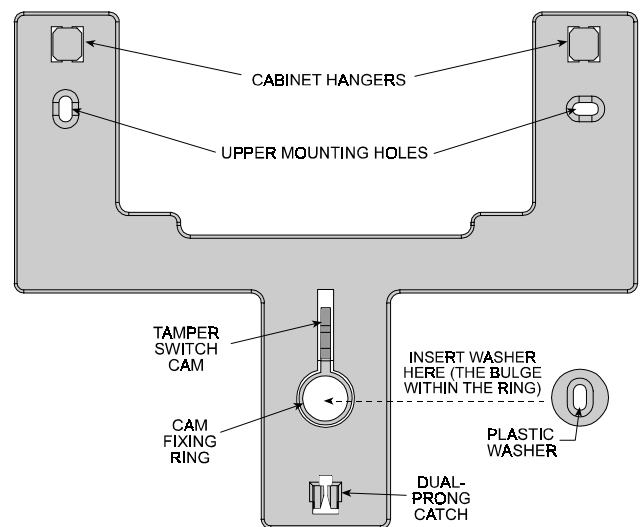 CABINET HANGERS
UPPER MOUNTING HOLES
TAMPER
SWITCH
CAM
INSERT WASHER
HERE (THE BULGE
WITHIN THE RING)
CAM
FIXING
RING
PLASTIC
WASHER
DUAL-
PRONG
CATCH